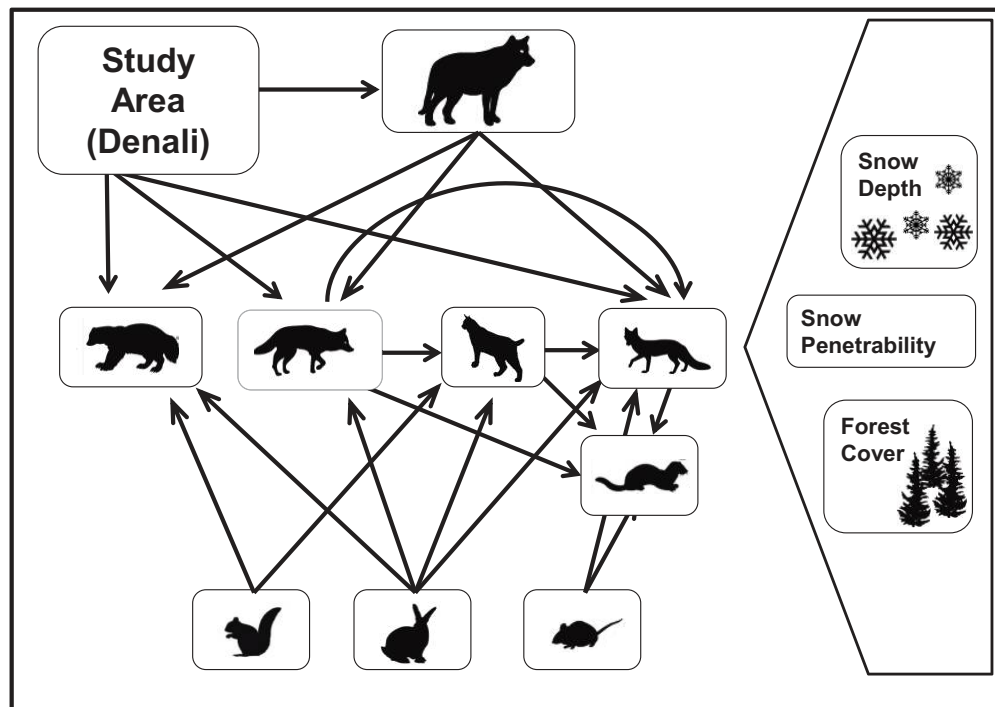 Study
Area
(Denali)
Snow
Depth
Snow
Penetrability
Forest
Cover